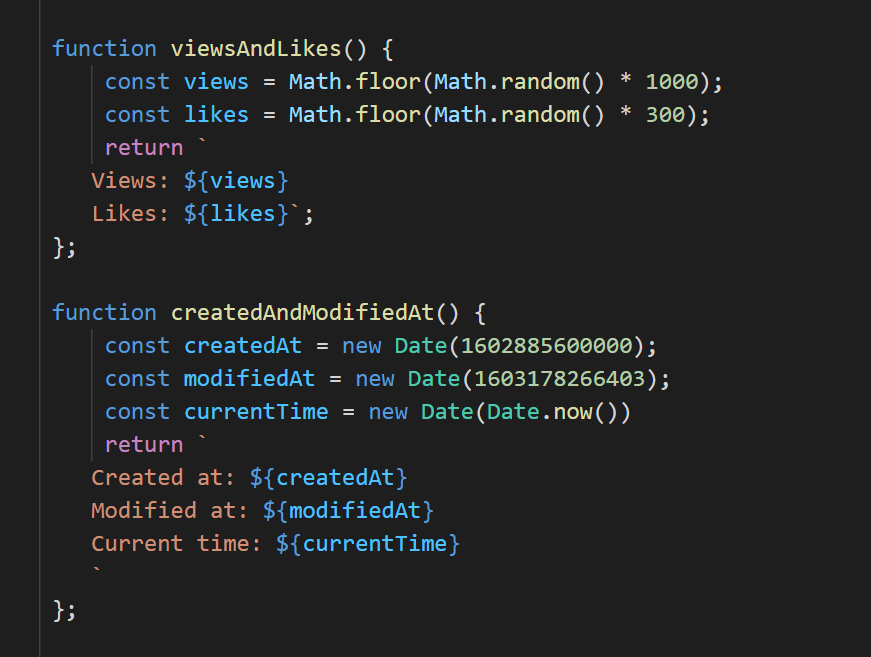 function viewsAndLikes() {
    const views = Math.floor(Math.random() * 1000);
    const likes = Math.floor(Math.random() * 300);
    return `
   Views: ${views}
   Likes: ${likes}`;
};

function createdAndModifiedAt() {
    const createdAt = new Date(1602885600000);
    const modifiedAt = new Date(1603178266403);
    const currentTime = new Date(Date.now())
    return `
   Created at: ${createdAt}
   Modified at: ${modifiedAt}
   Current time: ${currentTime}
   `
};